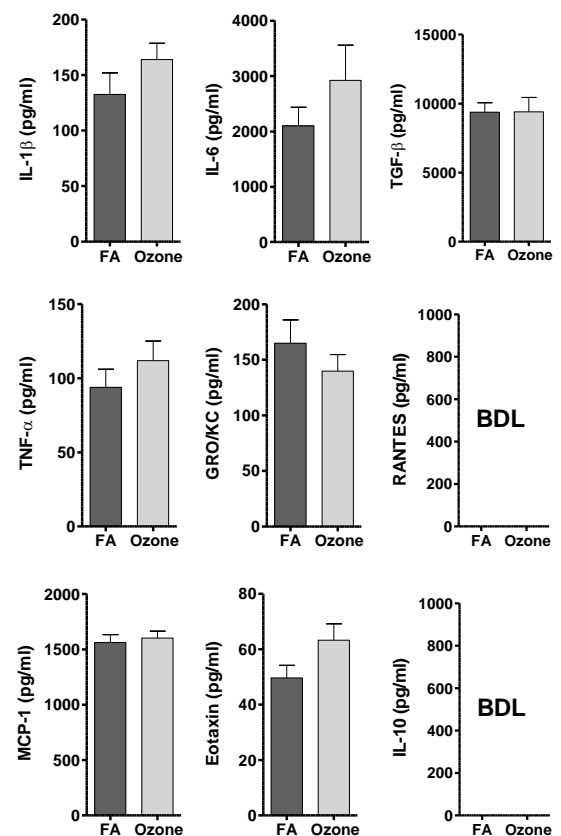 IL-1β (pg/ml)
200
150
100
50
0
FA Ozone
IL-6 (pg/ml)
4000
3000
2000
1000
0
FA Ozone
TGF-β (pg/ml)
15000
10000
5000
0
FA Ozone
TNF-α (pg/ml)
150
100
50
0
FA Ozone
GRO/KC (pg/ml)
200
150
100
50
0
FA Ozone
RANTES (pg/ml)
1000
800
600
400
200
0
BDL
FA Ozone
MCP-1 (pg/ml)
2000
1500
1000
500
0
FA Ozone
Eotaxin (pg/ml)
80
60
40
20
0
FA Ozone
IL-10 (pg/ml)
1000
800
600
400
200
0
BDL
FA Ozone